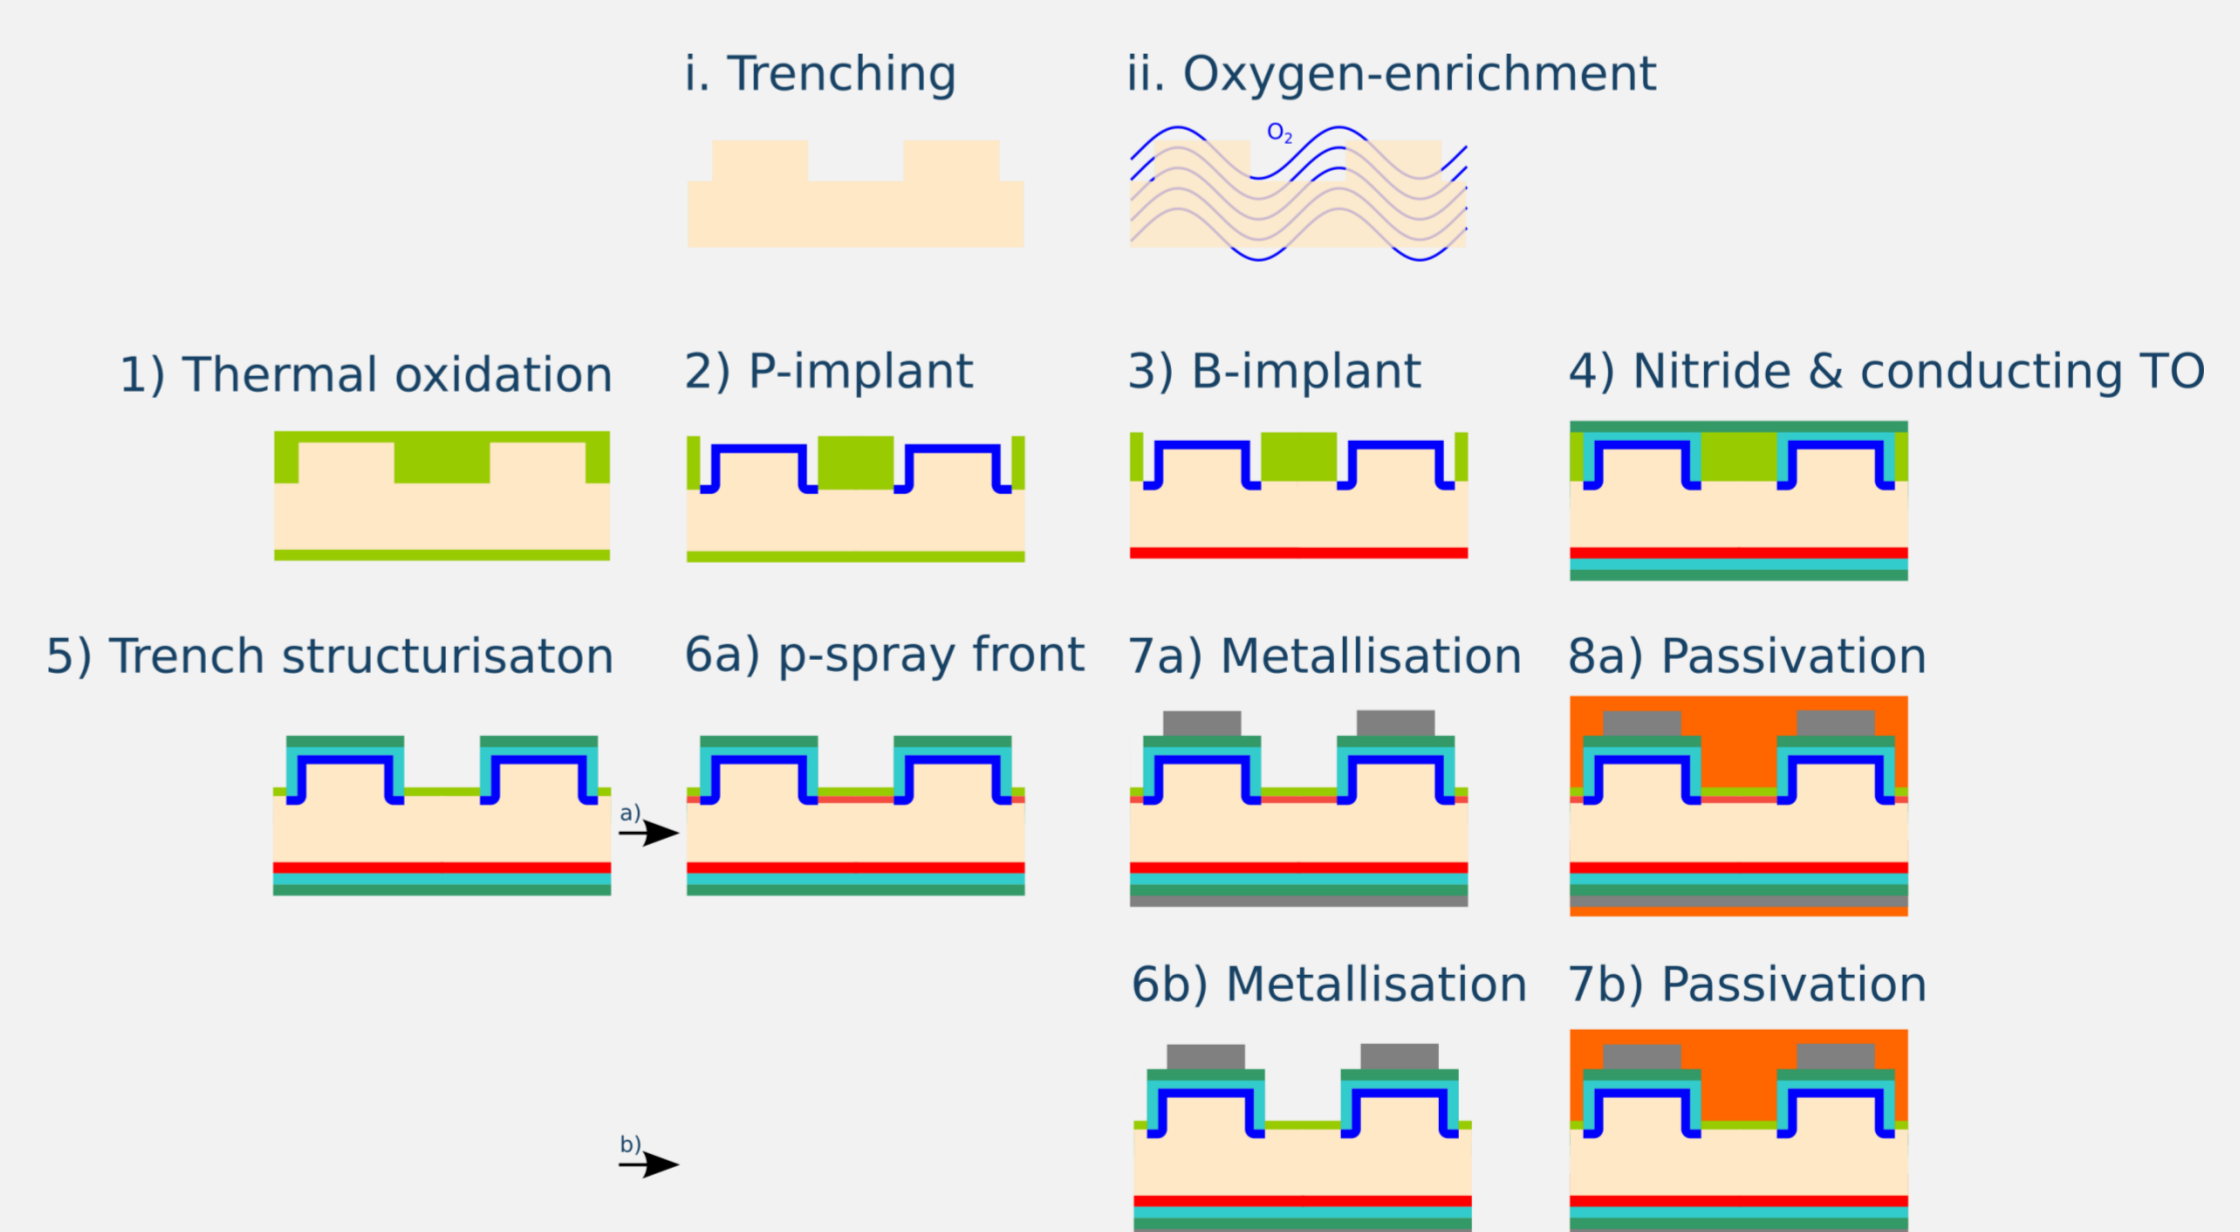 i. Trenching
ii. Oxygen-enrichment
O2
1) Thermal oxidation
2) P-implant
3) B-implant
4) Nitride & conducting TO
5) Trench structurisaton
6a) p-spray front
7a) Metallisation
8a) Passivation
a)
6b) Metallisation
7b) Passivation
b)